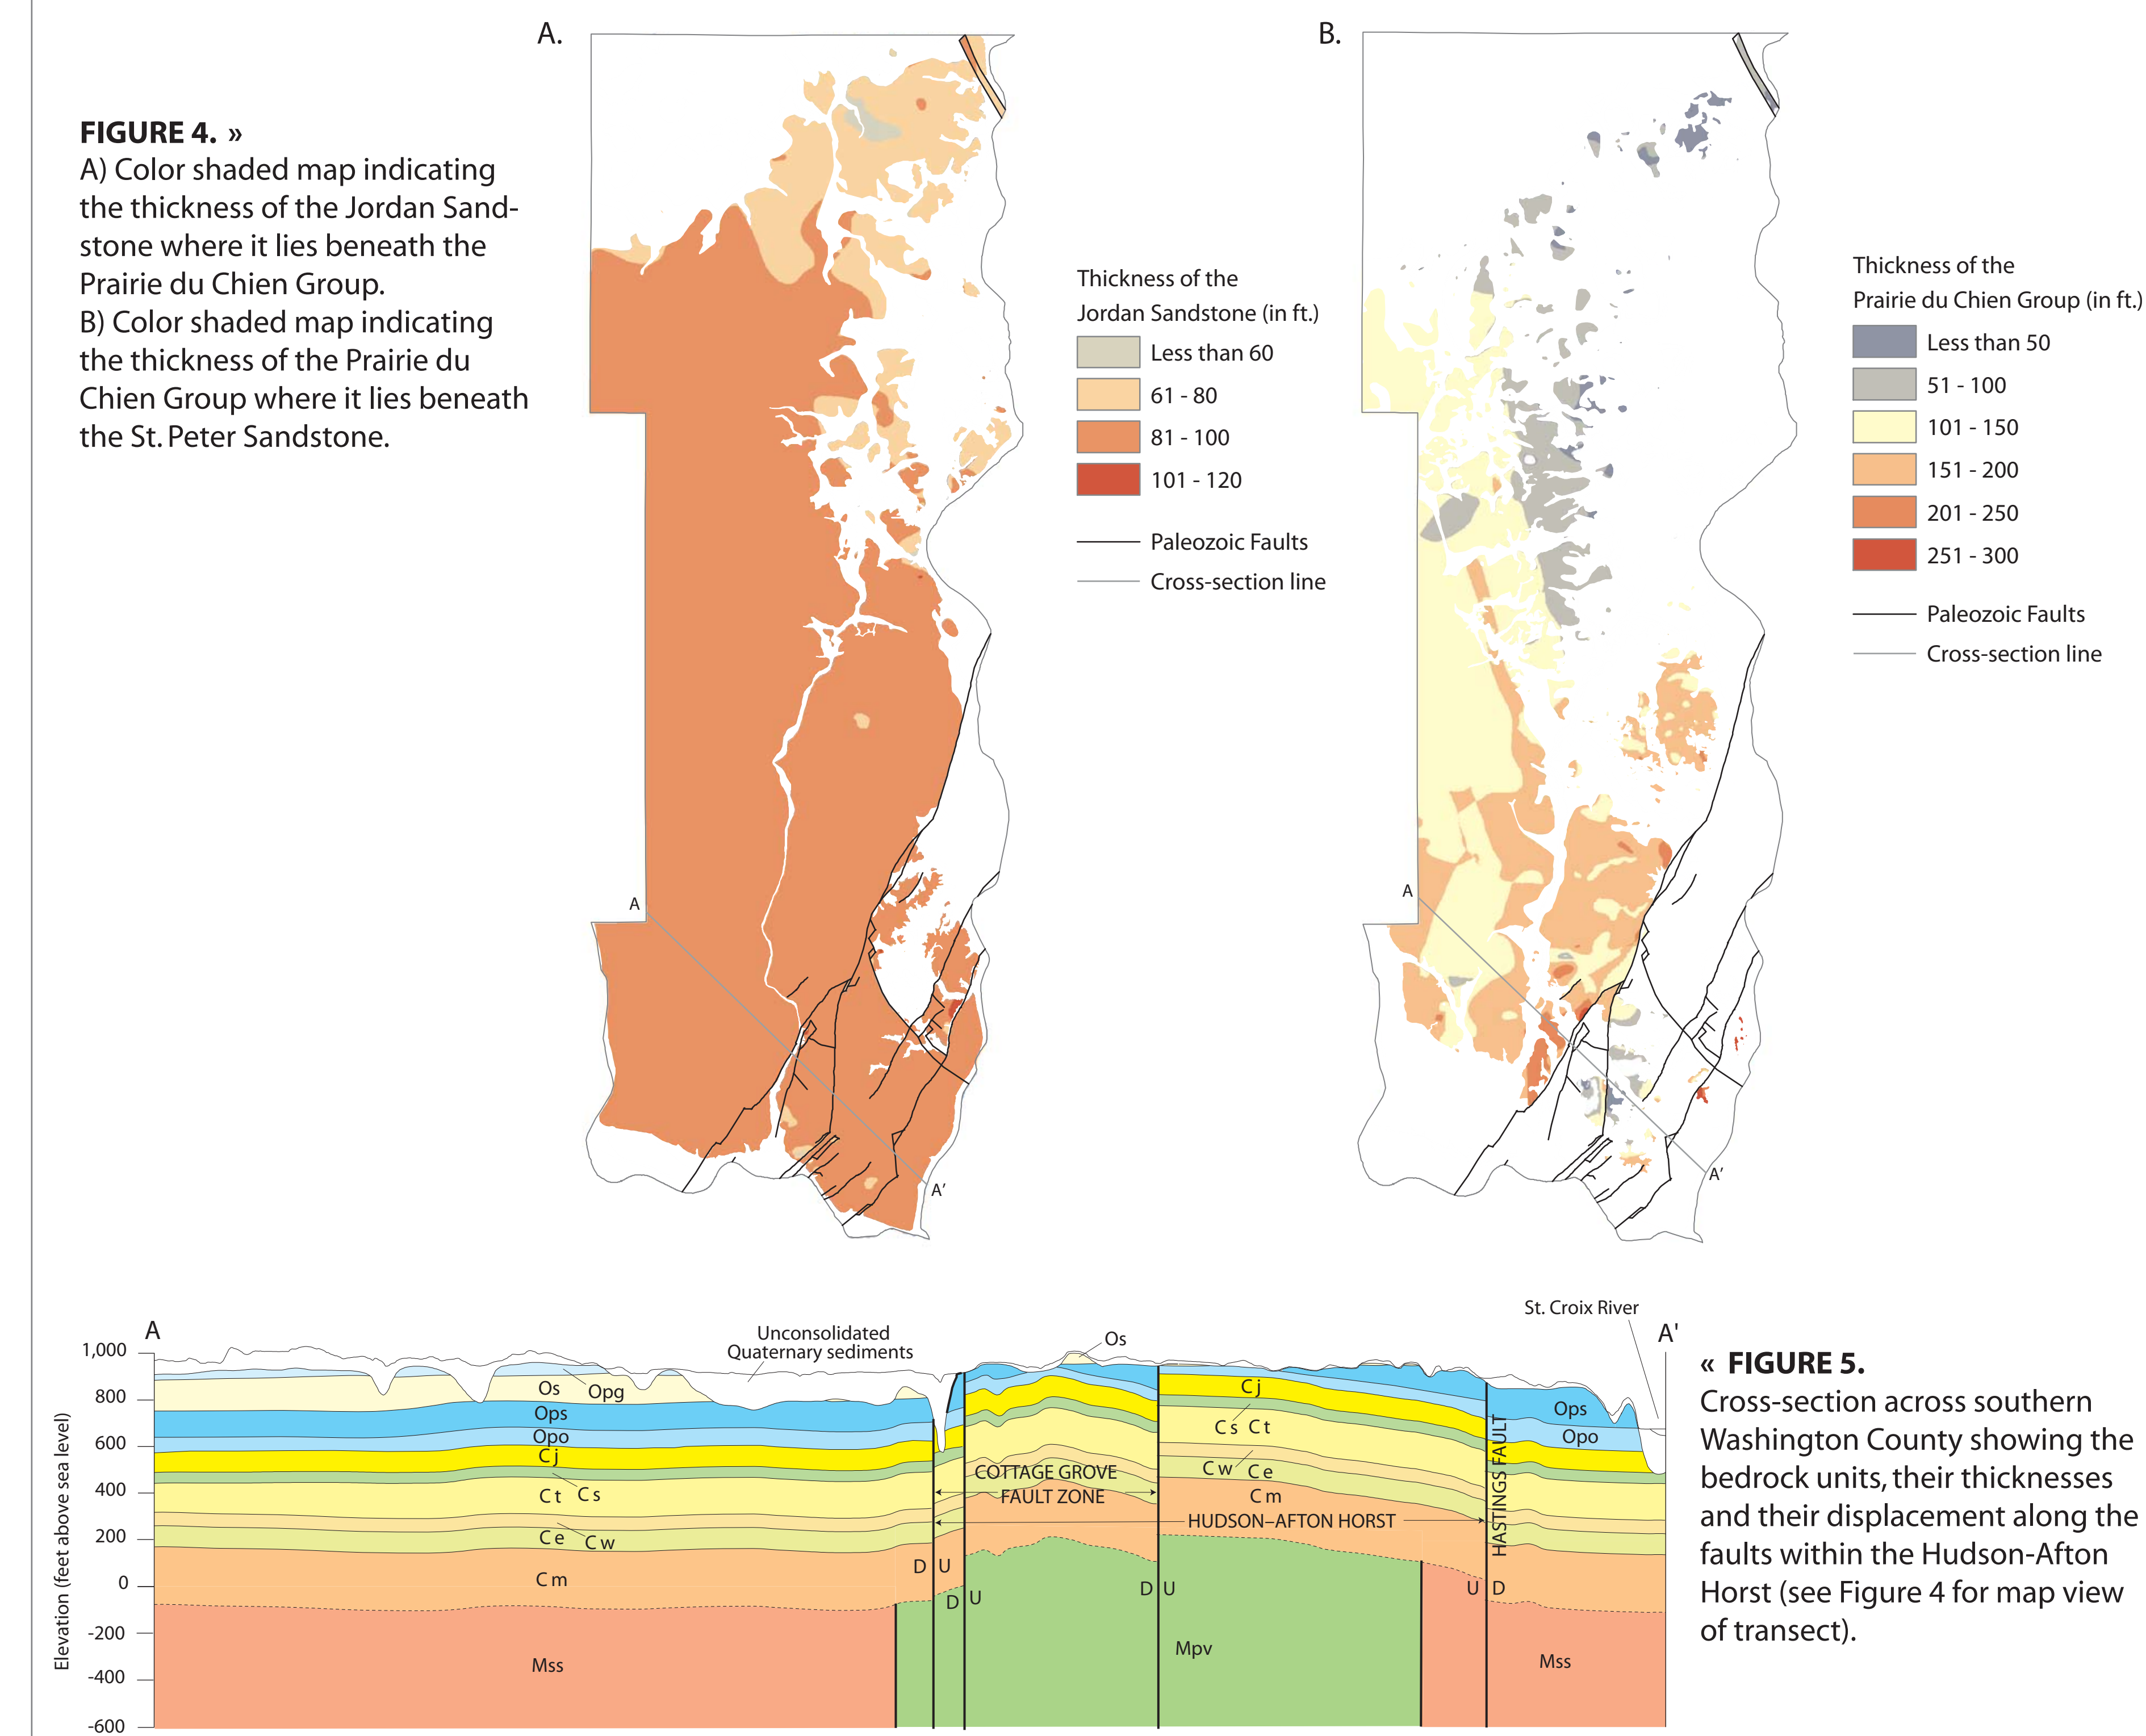 FIGURE 4. »
A) Color shaded map indicating
the thickness of the Jordan Sand-
stone where it lies beneath the
Prairie du Chien Group.
B) Color shaded map indicating
the thickness of the Prairie du
Chien Group where it lies beneath
the St. Peter Sandstone.
A.
A
A′
Thickness of the
Jordan Sandstone (in ft.)
Less than 60
61 - 80
81 - 100
101 - 120
Paleozoic Faults
Cross-section line
B.
A
A′
Thickness of the
Prairie du Chien Group (in ft.)
Less than 50
51 - 100
101 - 150
151 - 200
201 - 250
251 - 300
Paleozoic Faults
Cross-section line
A
A'
St. Croix River
Unconsolidated
Quaternary sediments
Os
Elevation (feet above sea level)
1,000
800
600
400
200
0
-200
-400
-600
Os
Opg
Ops
Opo
Cj
Ct
Cs
Ce
Cw
Cm
Mss
COTTAGE GROVE
FAULT ZONE
HUDSON–AFTON HORST
HASTINGS FAULT
Cj
Cs
Ct
Cw
Ce
Cm
D
U
D
U
D
U
U
D
Mpv
Ops
Opo
Mss
« FIGURE 5.
Cross-section across southern
Washington County showing the
bedrock units, their thicknesses
and their displacement along the
faults within the Hudson-Afton
Horst (see Figure 4 for map view
of transect).